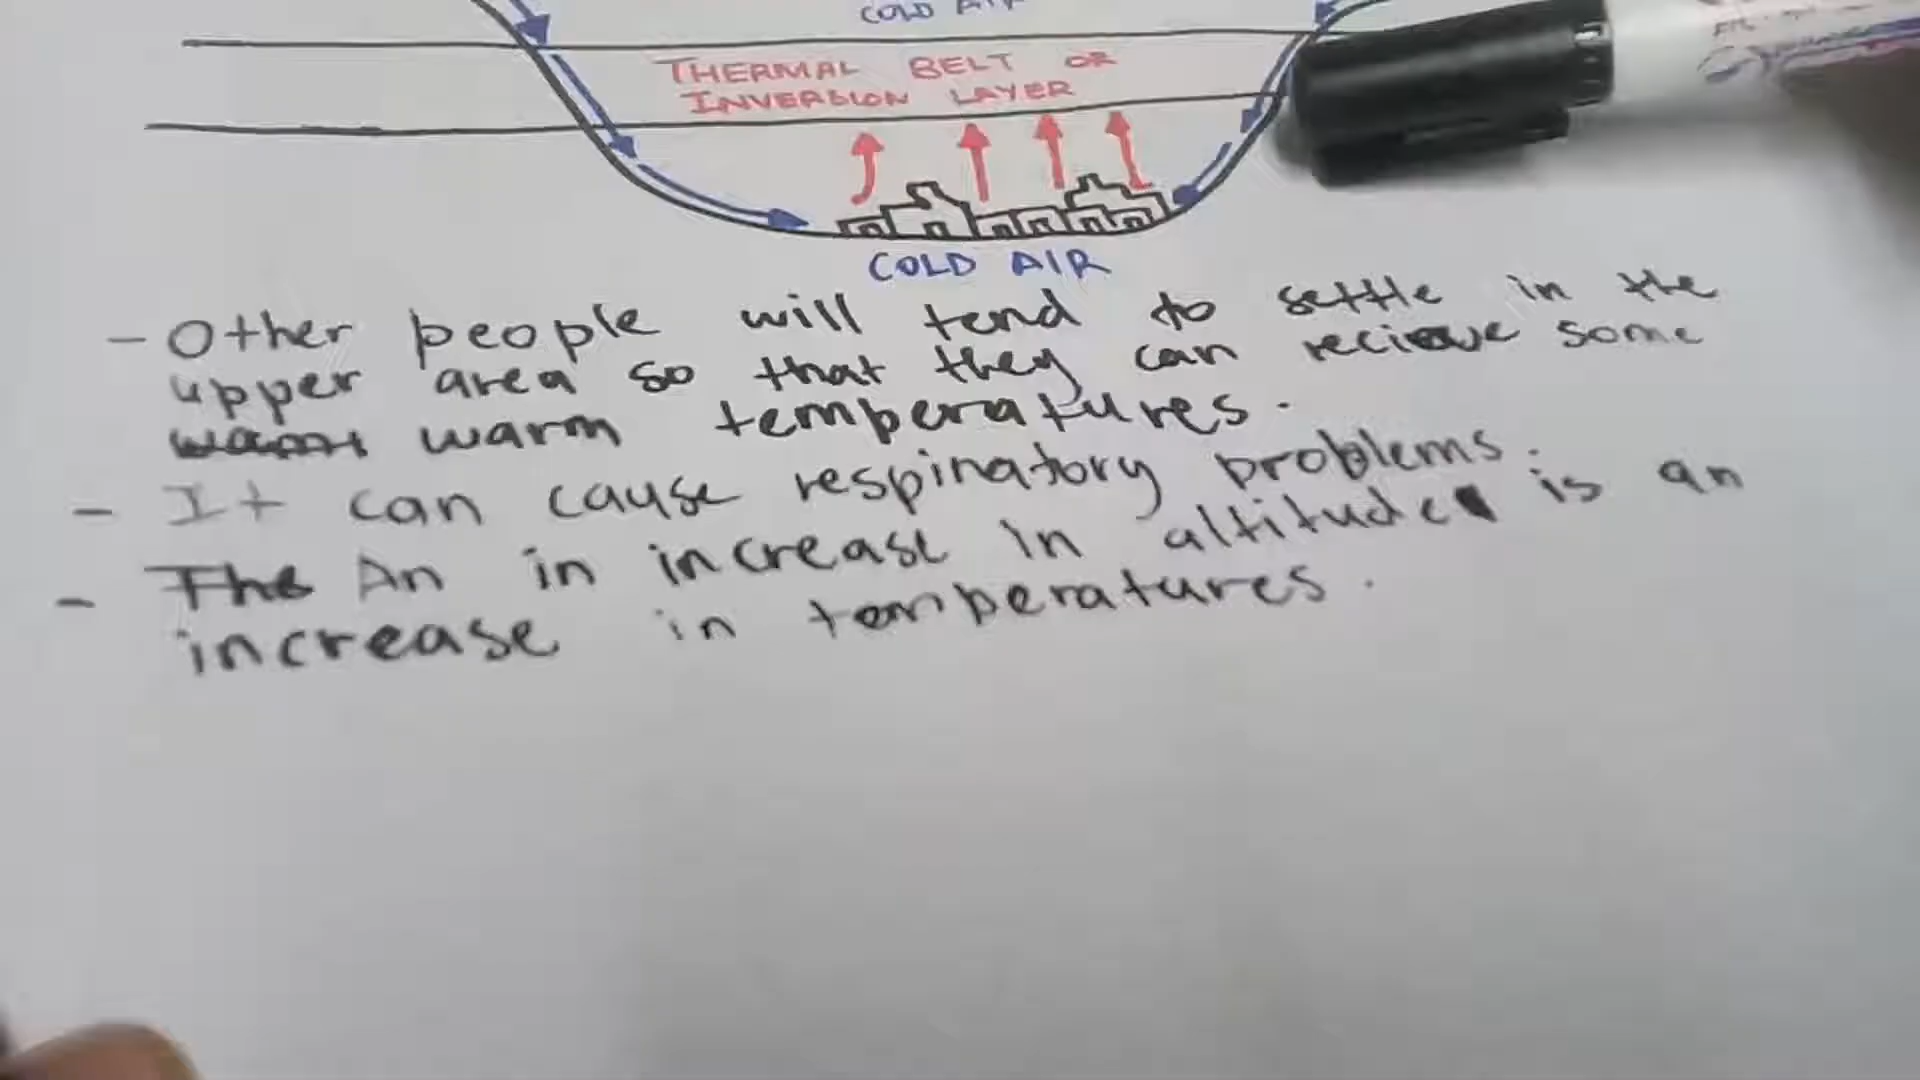 COLD AIR
THERMAL BELT OR
INVERSION LAYER
COLD AIR
- Other people will tend to settle in the
upper area so that they can recieve some
warm temperatures.
- It can cause respiratory problems.
- The An in increase in altitude is an
increase in temperatures.